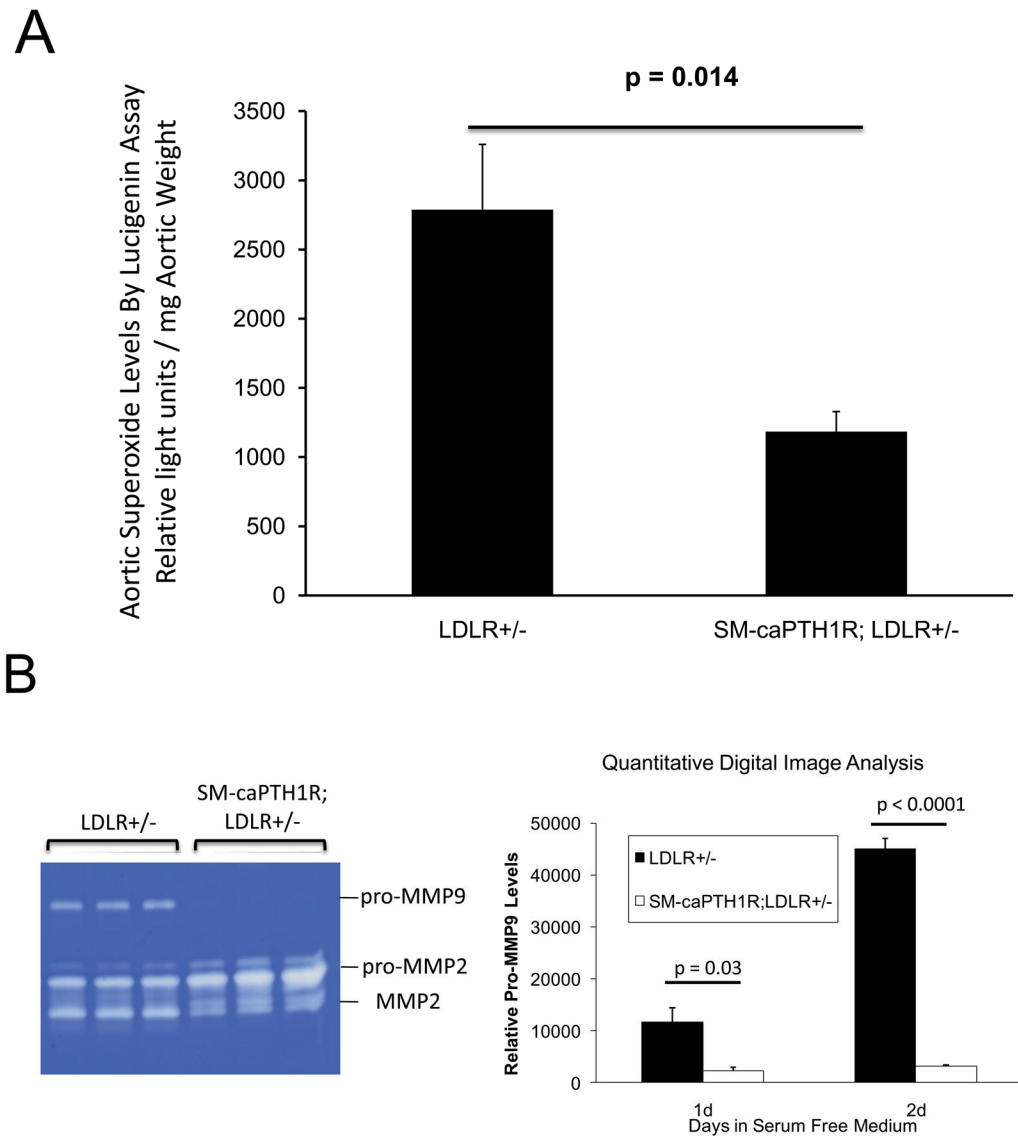 A
p = 0.014
Aortic Superoxide Levels By Lucigenin Assay
Relative light units / mg Aortic Weight
3500
3000
2500
2000
1500
1000
500
0
LDLR+/-
SM-caPTH1R; LDLR+/-
B
SM-caPTH1R;
LDLR+/-
LDLR+/-
pro-MMP9
pro-MMP2
MMP2
Quantitative Digital Image Analysis
p < 0.0001
Relative Pro-MMP9 Levels
50000
40000
30000
20000
10000
0
LDLR+/-
SM-caPTH1R;LDLR+/-
p = 0.03
1d
2d
Days in Serum Free Medium